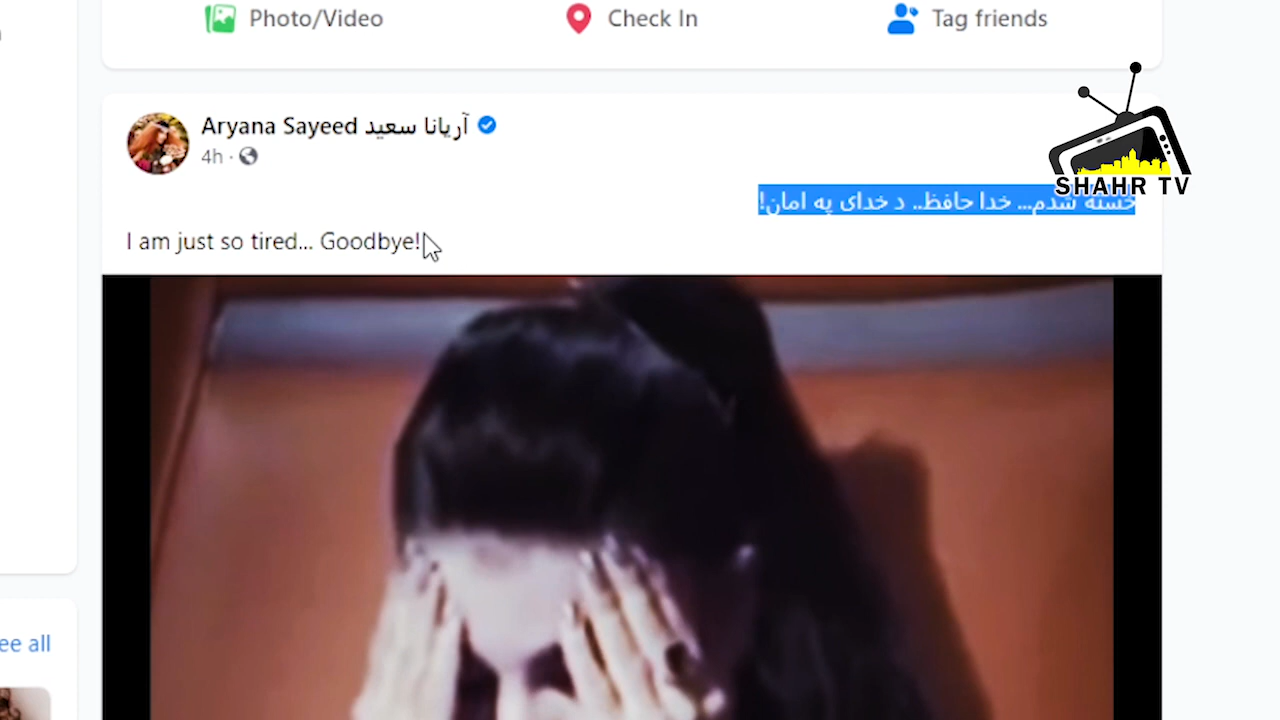 Photo/Video
Check In
Tag friends
Aryana Sayeed آریانا سعید
4h
SHAHR TV
خسته شدم... خدا حافظ.. د خدای په امان!
I am just so tired... Goodbye!
ee all